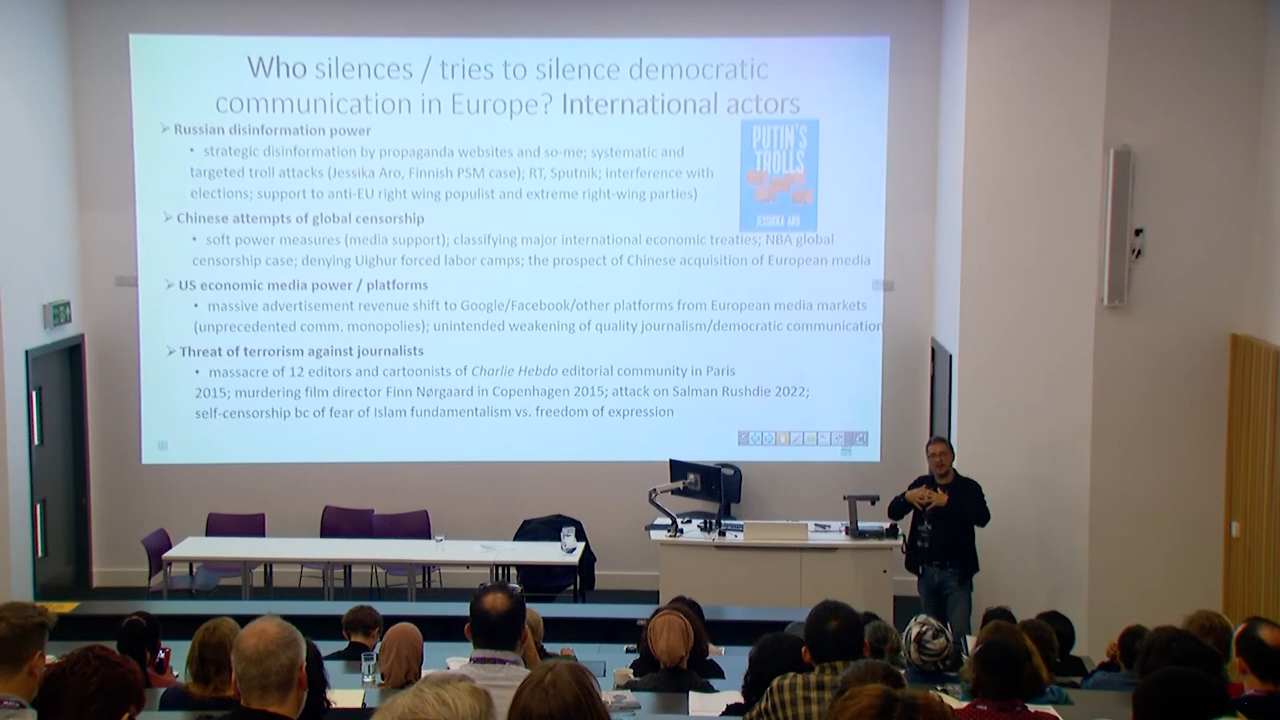 Who silences / tries to silence democratic
communication in Europe? International actors
➢ Russian disinformation power
• strategic disinformation by propaganda websites and so-me; systematic and
targeted troll attacks (Jessika Aro, Finnish PSM case); RT, Sputnik; interference with
elections; support to anti-EU right wing populist and extreme right-wing parties)
PUTIN'S
TROLLS
JESSIKKA ARO
➢ Chinese attempts of global censorship
• soft power measures (media support); classifying major international economic treaties; NBA global
censorship case; denying Uighur forced labor camps; the prospect of Chinese acquisition of European media
➢ US economic media power / platforms
• massive advertisement revenue shift to Google/Facebook/other platforms from European media markets
(unprecedented comm. monopolies); unintended weakening of quality journalism/democratic communication
➢ Threat of terrorism against journalists
• massacre of 12 editors and cartoonists of Charlie Hebdo editorial community in Paris
2015; murdering film director Finn Nørgaard in Copenhagen 2015; attack on Salman Rushdie 2022;
self-censorship bc of fear of islam fundamentalism vs. freedom of expression